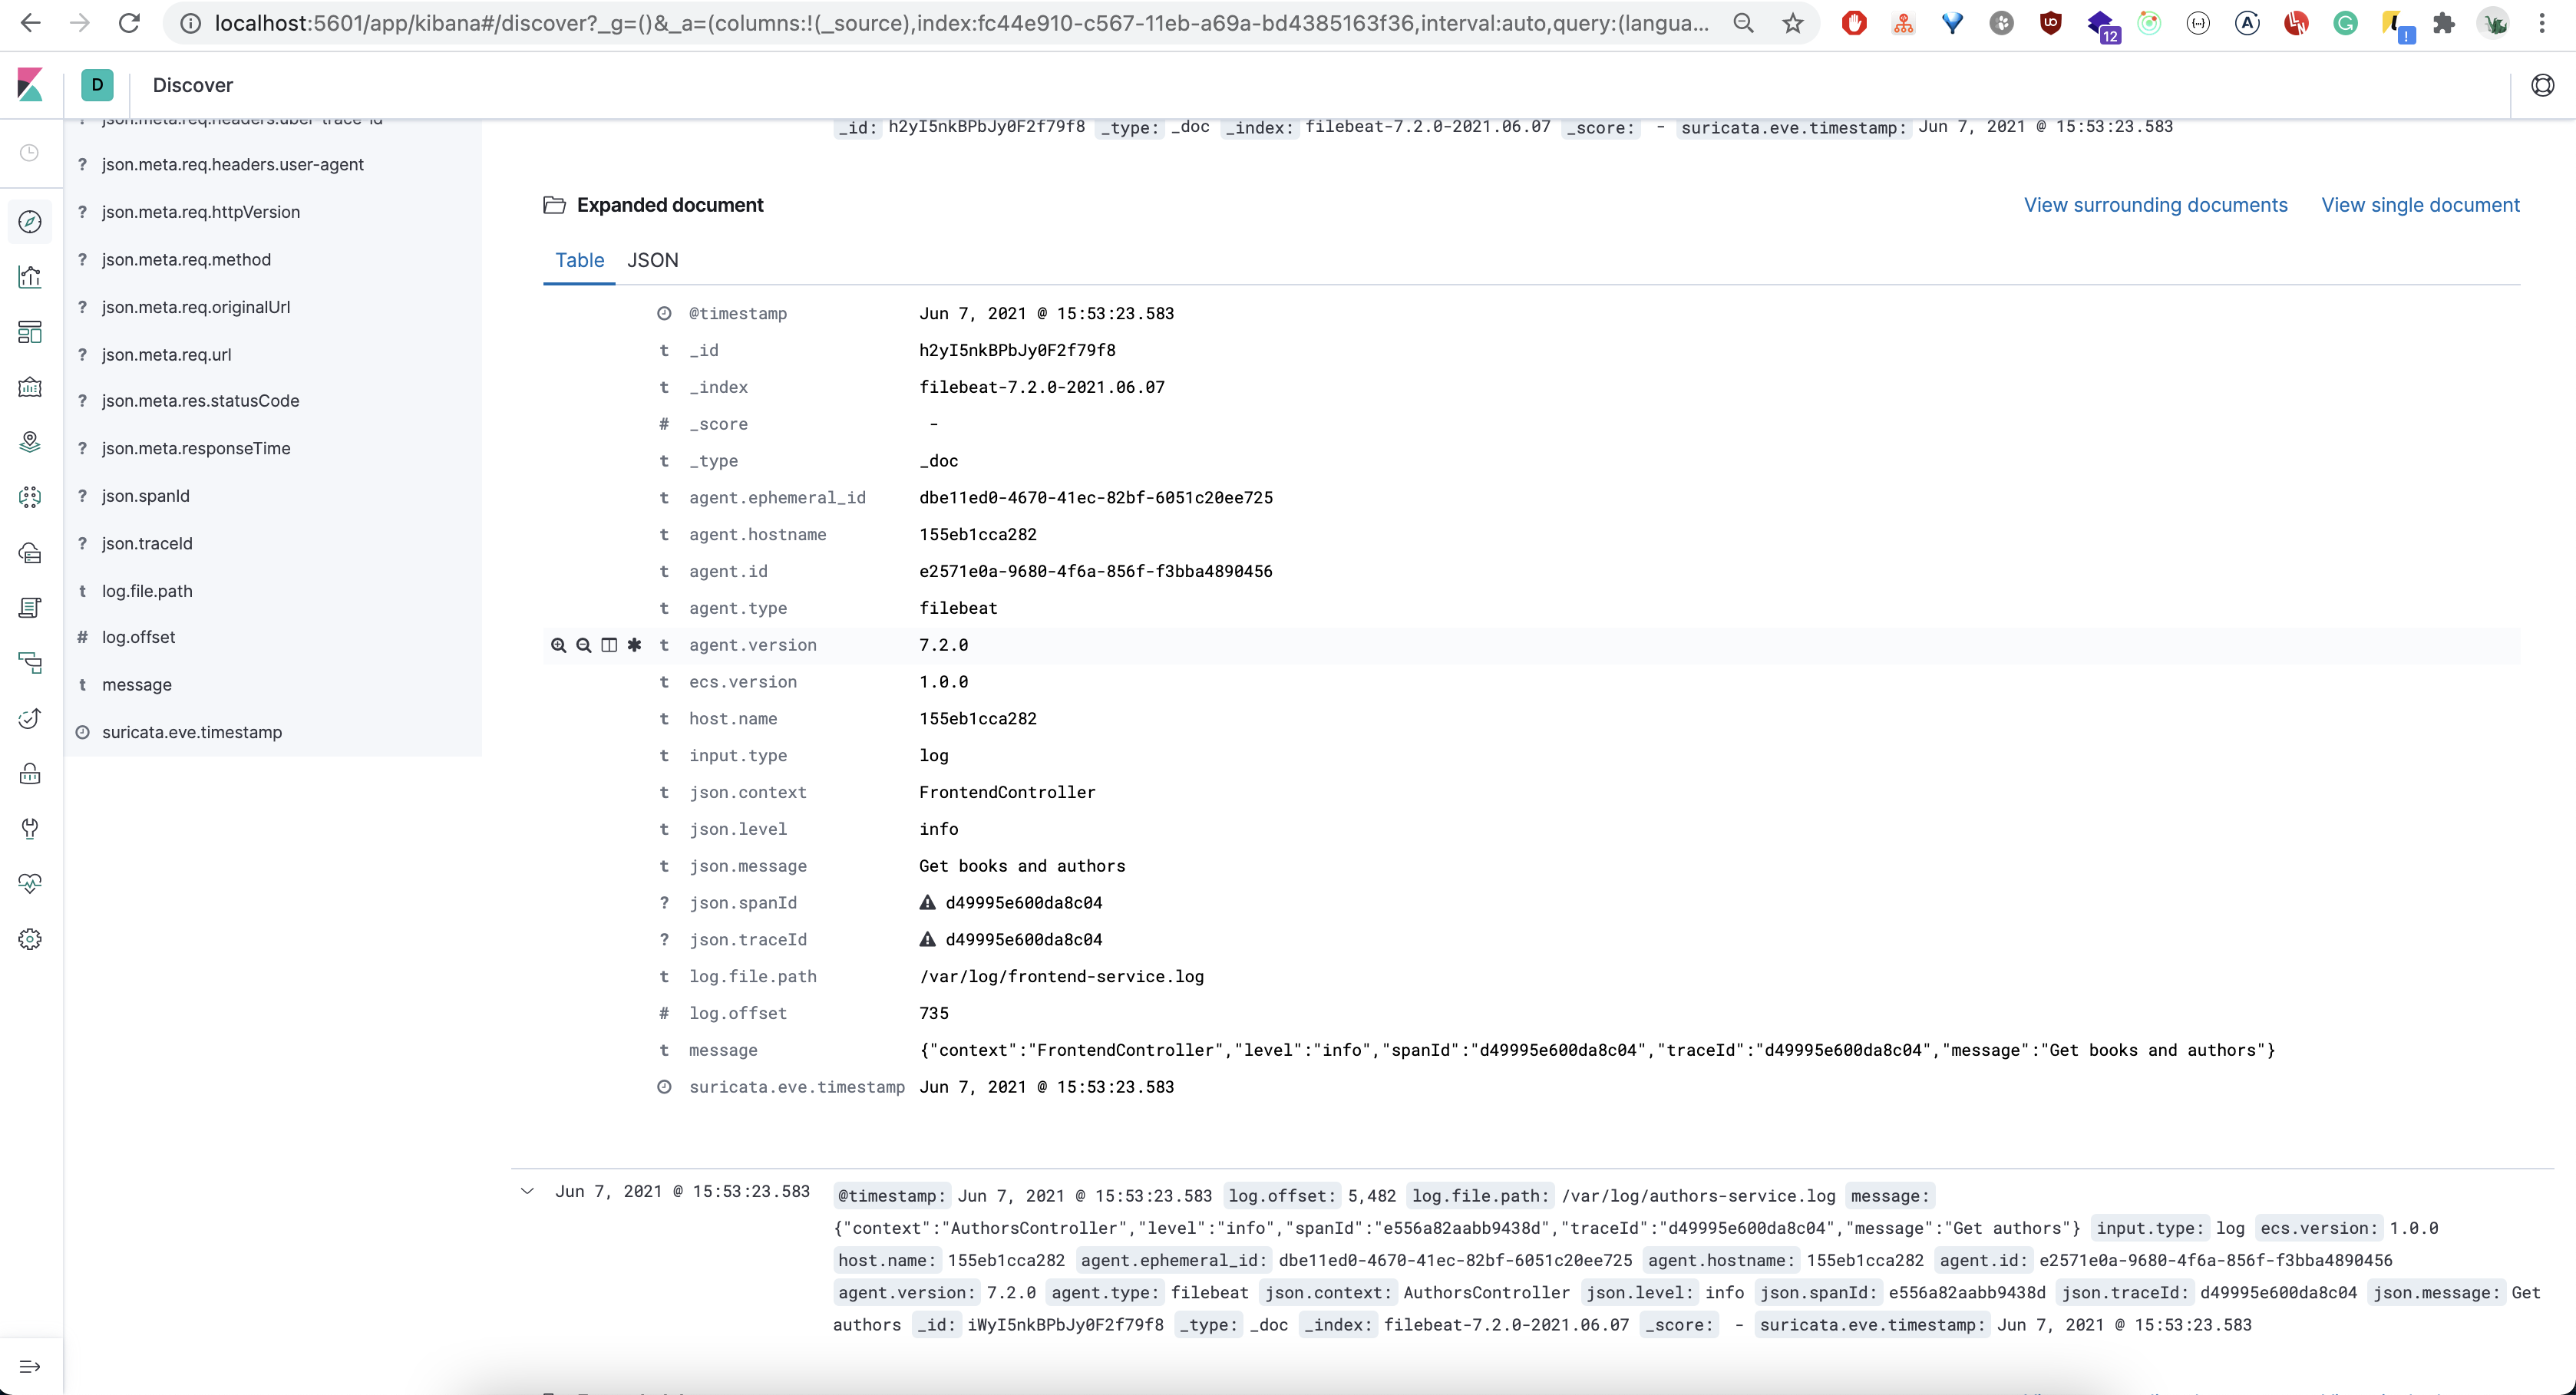 localhost:5601/app/kibana#/discover?_g=()&_a=(columns:!(_source),index:fc44e910-c567-11eb-a69a-bd4385163f36,interval:auto,query:(langua...
12
D Discover
json.meta.req.headers.uber-trace-id
? json.meta.req.headers.user-agent
? json.meta.req.httpVersion
? json.meta.req.method
? json.meta.req.originalUrl
? json.meta.req.url
? json.meta.res.statusCode
? json.meta.responseTime
? json.spanId
? json.traceId
t log.file.path
# log.offset
t message
suricata.eve.timestamp
_id: h2yI5nkBPbJy0F2f79f8 _type: _doc _index: filebeat-7.2.0-2021.06.07 _score: - suricata.eve.timestamp: Jun 7, 2021 @ 15:53:23.583
Expanded document
View surrounding documents View single document
Table JSON
@timestamp Jun 7, 2021 @ 15:53:23.583
t _id h2yI5nkBPbJy0F2f79f8
t _index filebeat-7.2.0-2021.06.07
# _score -
t _type _doc
t agent.ephemeral_id dbe11ed0-4670-41ec-82bf-6051c20ee725
t agent.hostname 155eb1cca282
t agent.id e2571e0a-9680-4f6a-856f-f3bba4890456
t agent.type filebeat
t agent.version 7.2.0
t ecs.version 1.0.0
t host.name 155eb1cca282
t input.type log
t json.context FrontendController
t json.level info
t json.message Get books and authors
? json.spanId d49995e600da8c04
? json.traceId d49995e600da8c04
t log.file.path /var/log/frontend-service.log
# log.offset 735
t message {"context":"FrontendController","level":"info","spanId":"d49995e600da8c04","traceId":"d49995e600da8c04","message":"Get books and authors"}
suricata.eve.timestamp Jun 7, 2021 @ 15:53:23.583
Jun 7, 2021 @ 15:53:23.583 @timestamp: Jun 7, 2021 @ 15:53:23.583 log.offset: 5,482 log.file.path: /var/log/authors-service.log message:
{"context":"AuthorsController","level":"info","spanId":"e556a82aabb9438d","traceId":"d49995e600da8c04","message":"Get authors"} input.type: log ecs.version: 1.0.0
host.name: 155eb1cca282 agent.ephemeral_id: dbe11ed0-4670-41ec-82bf-6051c20ee725 agent.hostname: 155eb1cca282 agent.id: e2571e0a-9680-4f6a-856f-f3bba4890456
agent.version: 7.2.0 agent.type: filebeat json.context: AuthorsController json.level: info json.spanId: e556a82aabb9438d json.traceId: d49995e600da8c04 json.message: Get
authors _id: iWyI5nkBPbJy0F2f79f8 _type: _doc _index: filebeat-7.2.0-2021.06.07 _score: - suricata.eve.timestamp: Jun 7, 2021 @ 15:53:23.583